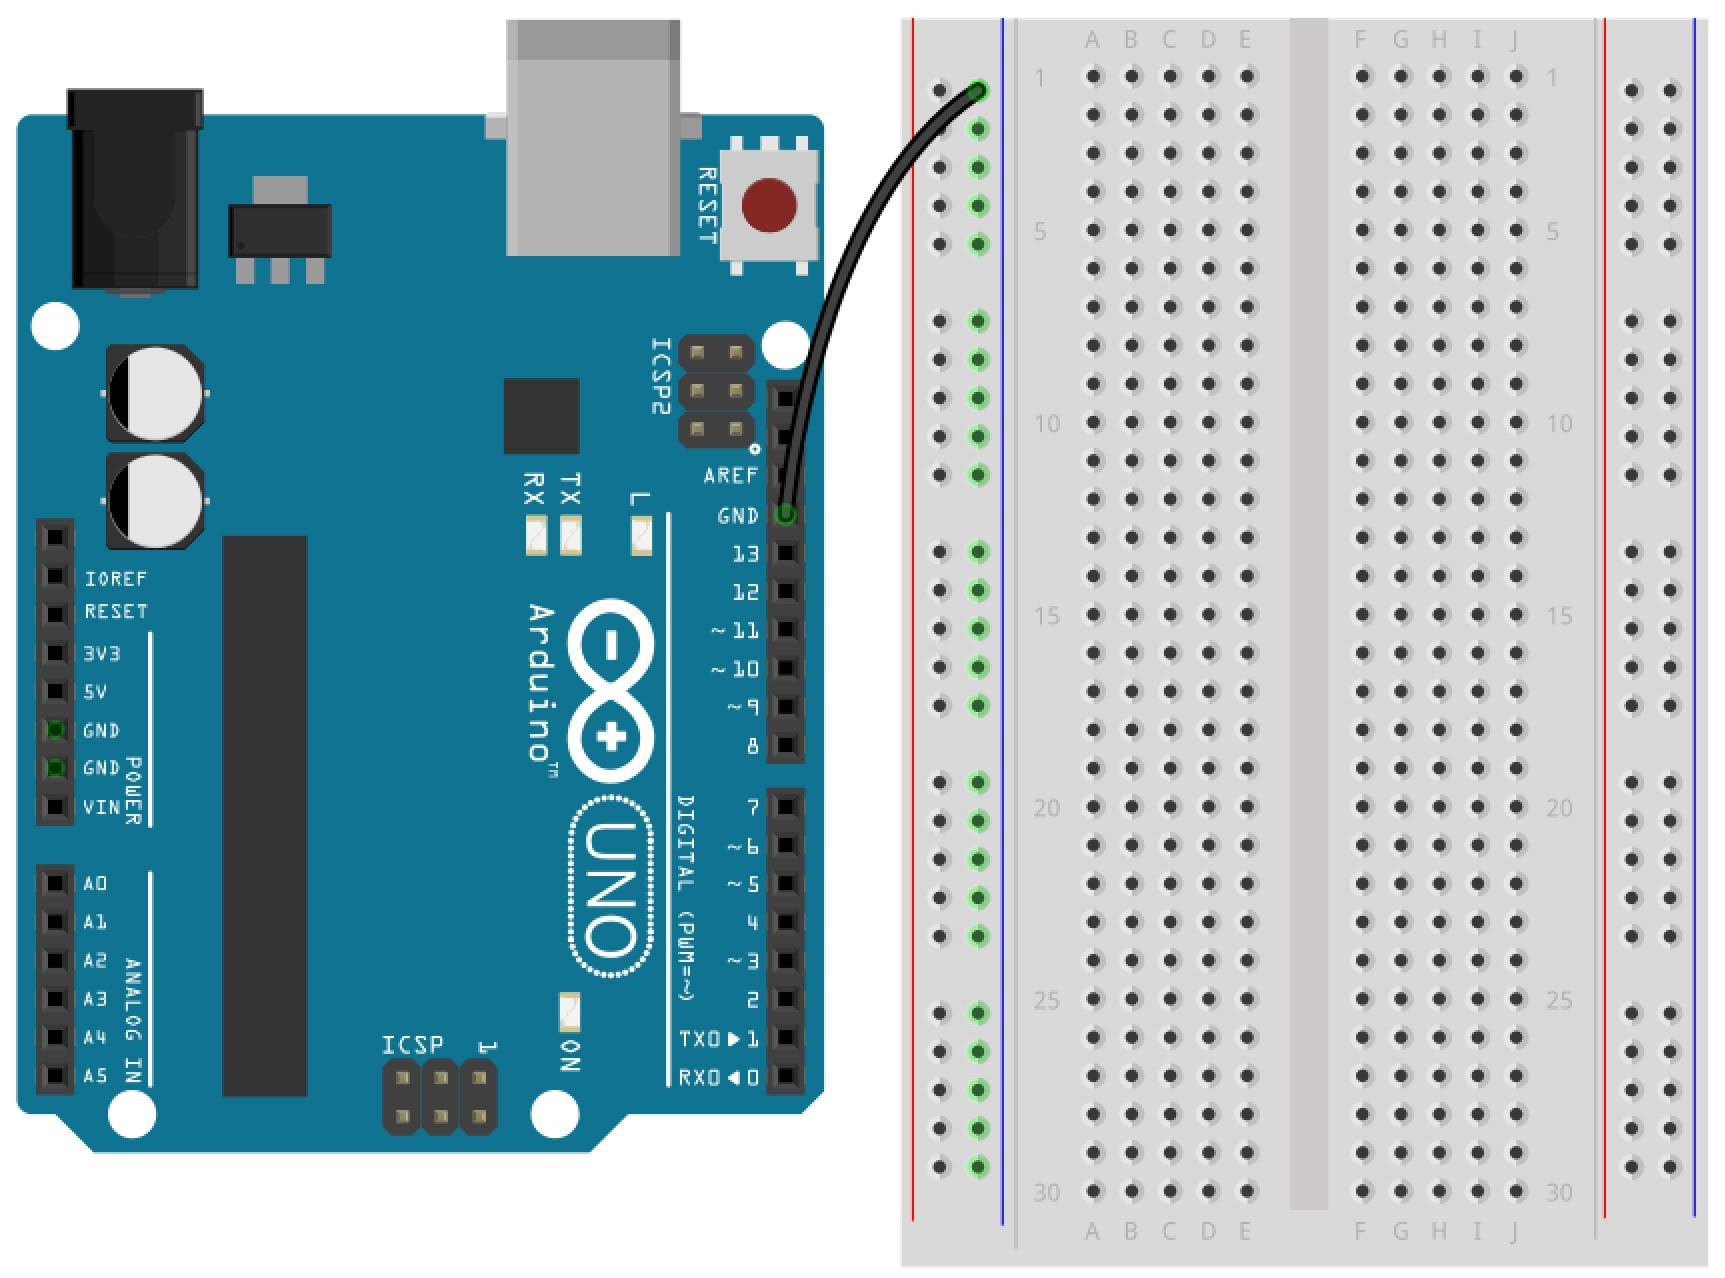 RESET
ICSP2
AREF
GND
RX
TX
L
13
12
~11
~10
~9
8
IOREF
RESET
3V3
5V
GND
GND
VIN
POWER
Arduino™
UNO
DIGITAL (PWM=~)
7
~6
~5
4
~3
2
TX0▶1
RX0◀0
A0
A1
A2
A3
A4
A5
ANALOG IN
ICSP
1
ON
A B C D E F G H I J
1 1
5 5
10 10
15 15
20 20
25 25
30 30
A B C D E F G H I J